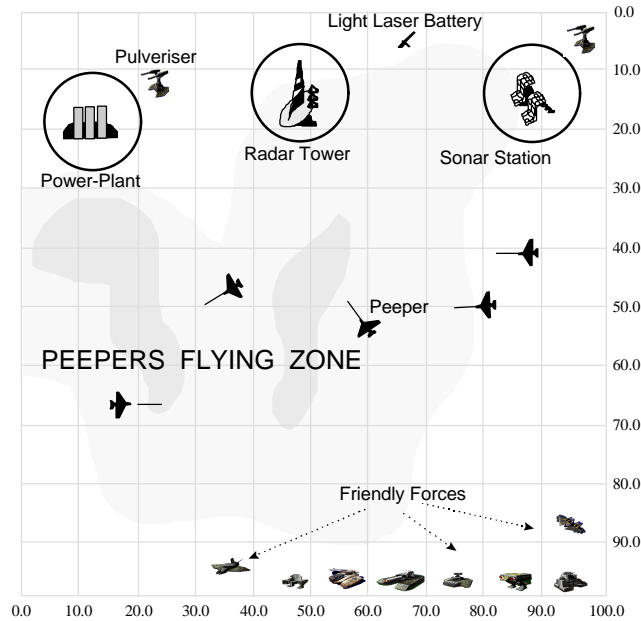 Light Laser Battery
0.0
Pulveriser
10.0
20.0
Radar Tower
Sonar Station
Power-Plant
30.0
40.0
50.0
Peeper
PEEPERS FLYING ZONE
60.0
70.0
80.0
Friendly Forces
90.0
0.0 10.0 20.0 30.0 40.0 50.0 60.0 70.0 80.0 90.0 100.0